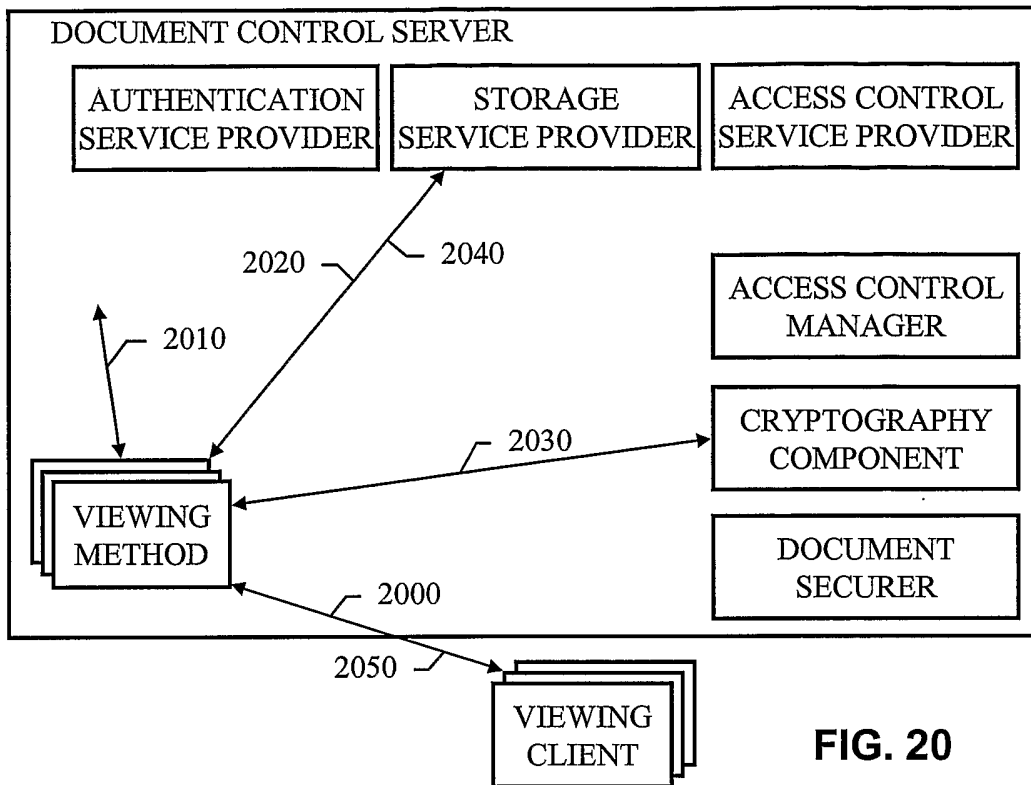 DOCUMENT CONTROL SERVER
AUTHENTICATION
SERVICE PROVIDER
STORAGE
SERVICE PROVIDER
ACCESS CONTROL
SERVICE PROVIDER
2020
2040
2010
ACCESS CONTROL
MANAGER
2030
CRYPTOGRAPHY
COMPONENT
VIEWING
METHOD
DOCUMENT
SECURER
2000
2050
VIEWING
CLIENT
FIG. 20